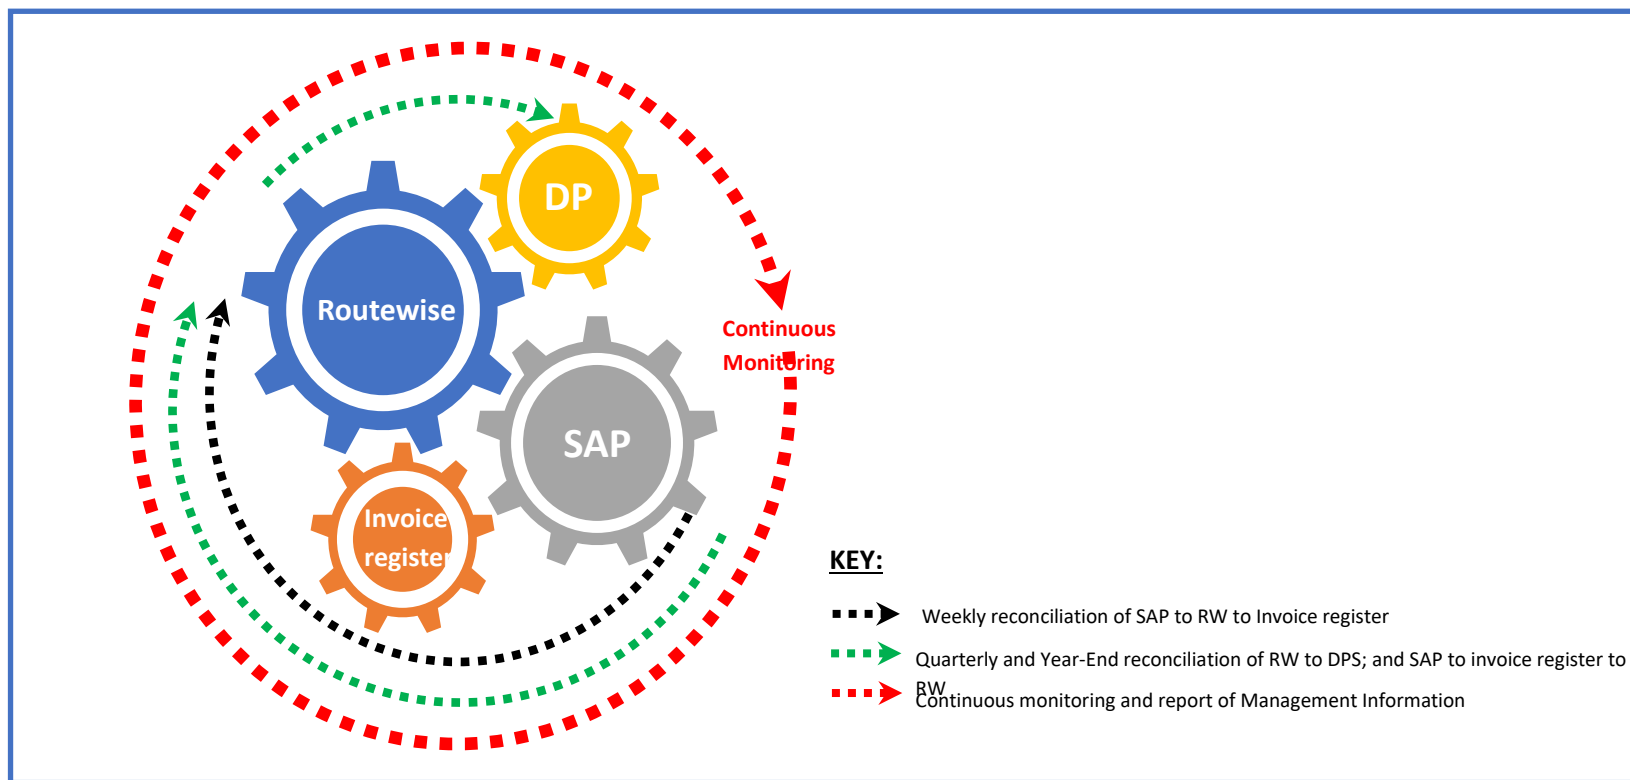 DP
Routewise
Continuous
Monitoring
SAP
Invoice
register
KEY:
Weekly reconciliation of SAP to RW to Invoice register
Quarterly and Year-End reconciliation of RW to DPS; and SAP to invoice register to
RW
Continuous monitoring and report of Management Information